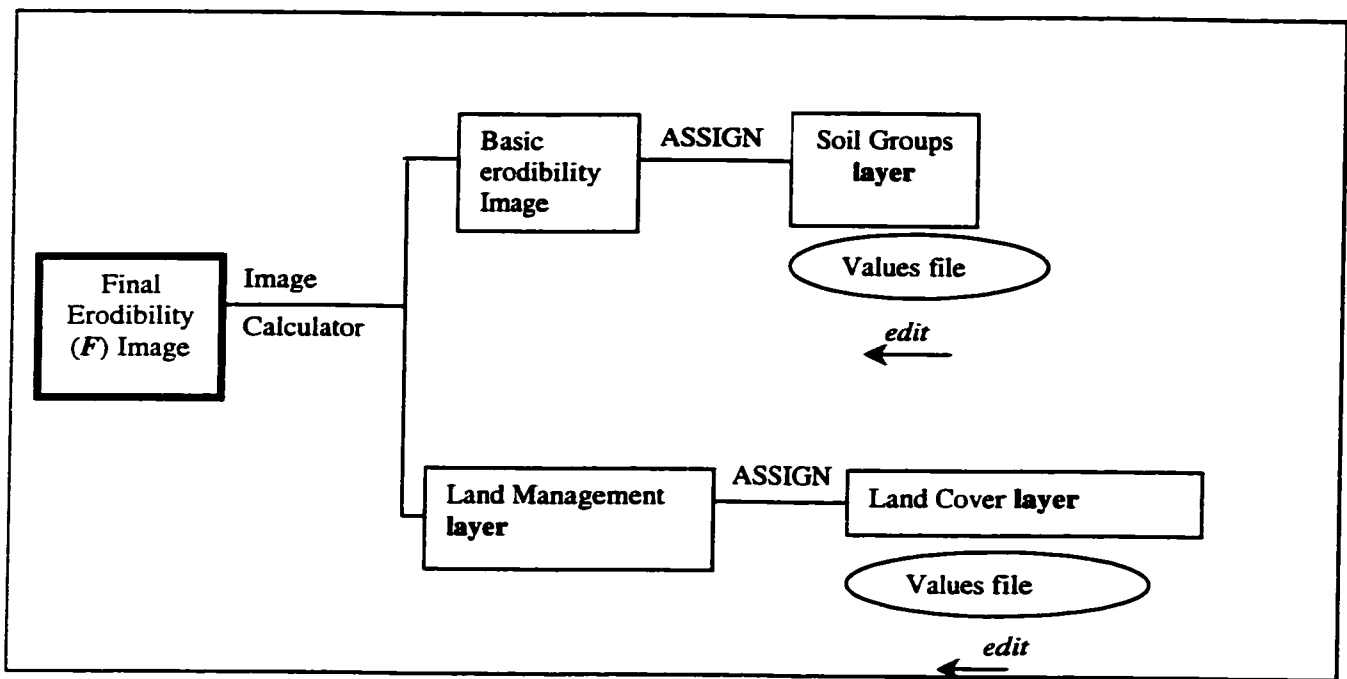 Basic
erodibility
Image
ASSIGN
Soil Groups
layer
Values file
edit
Final
Erodibility
(F) Image
Image
Calculator
Land Management
layer
ASSIGN
Land Cover layer
Values file
edit